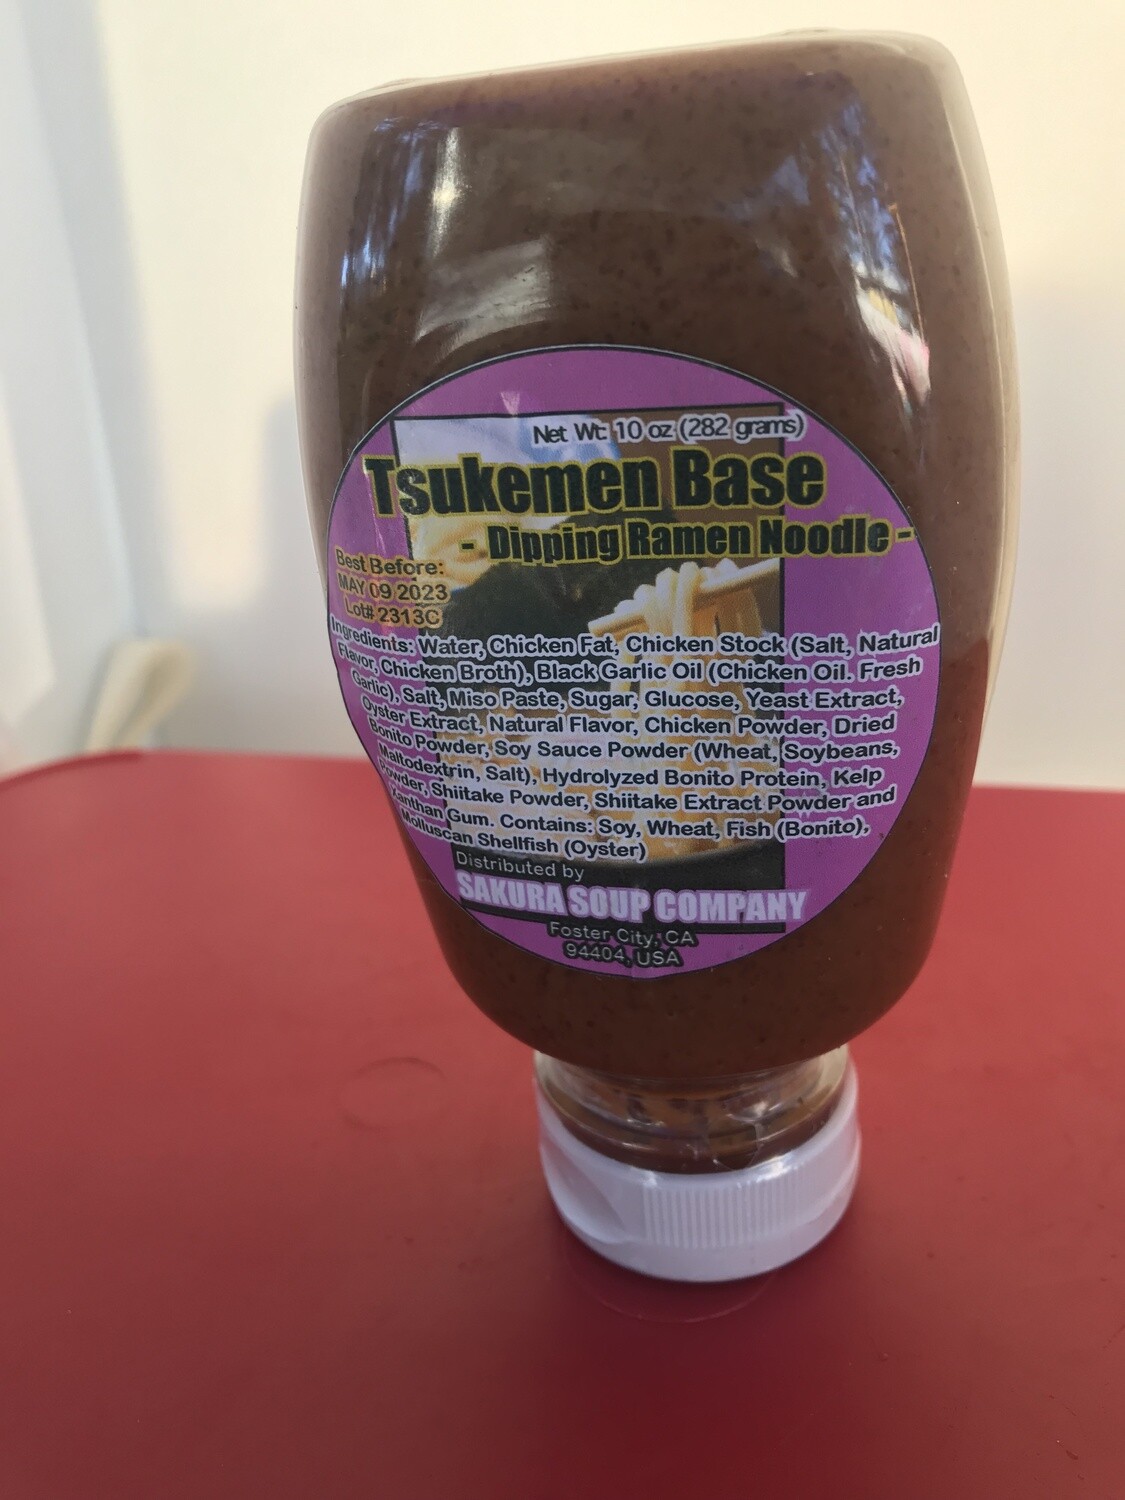 Net Wt: 10 oz (282 grams)
Tsukemen Base
- Dipping Ramen Noodle -
Best Before:
MAY 09 2023
Lot# 2313C
Ingredients: Water, Chicken Fat, Chicken Stock (Salt, Natural
Flavor, Chicken Broth), Black Garlic Oil (Chicken Oil. Fresh
Garlic), Salt, Miso Paste, Sugar, Glucose, Yeast Extract,
Oyster Extract, Natural Flavor, Chicken Powder, Dried
Bonito Powder, Soy Sauce Powder (Wheat, Soybeans,
Maltodextrin, Salt), Hydrolyzed Bonito Protein, Kelp
Powder, Shiitake Powder, Shiitake Extract Powder and
Xanthan Gum. Contains: Soy, Wheat, Fish (Bonito),
Molluscan Shellfish (Oyster)
Distributed by
SAKURA SOUP COMPANY
Foster City, CA
94404, USA